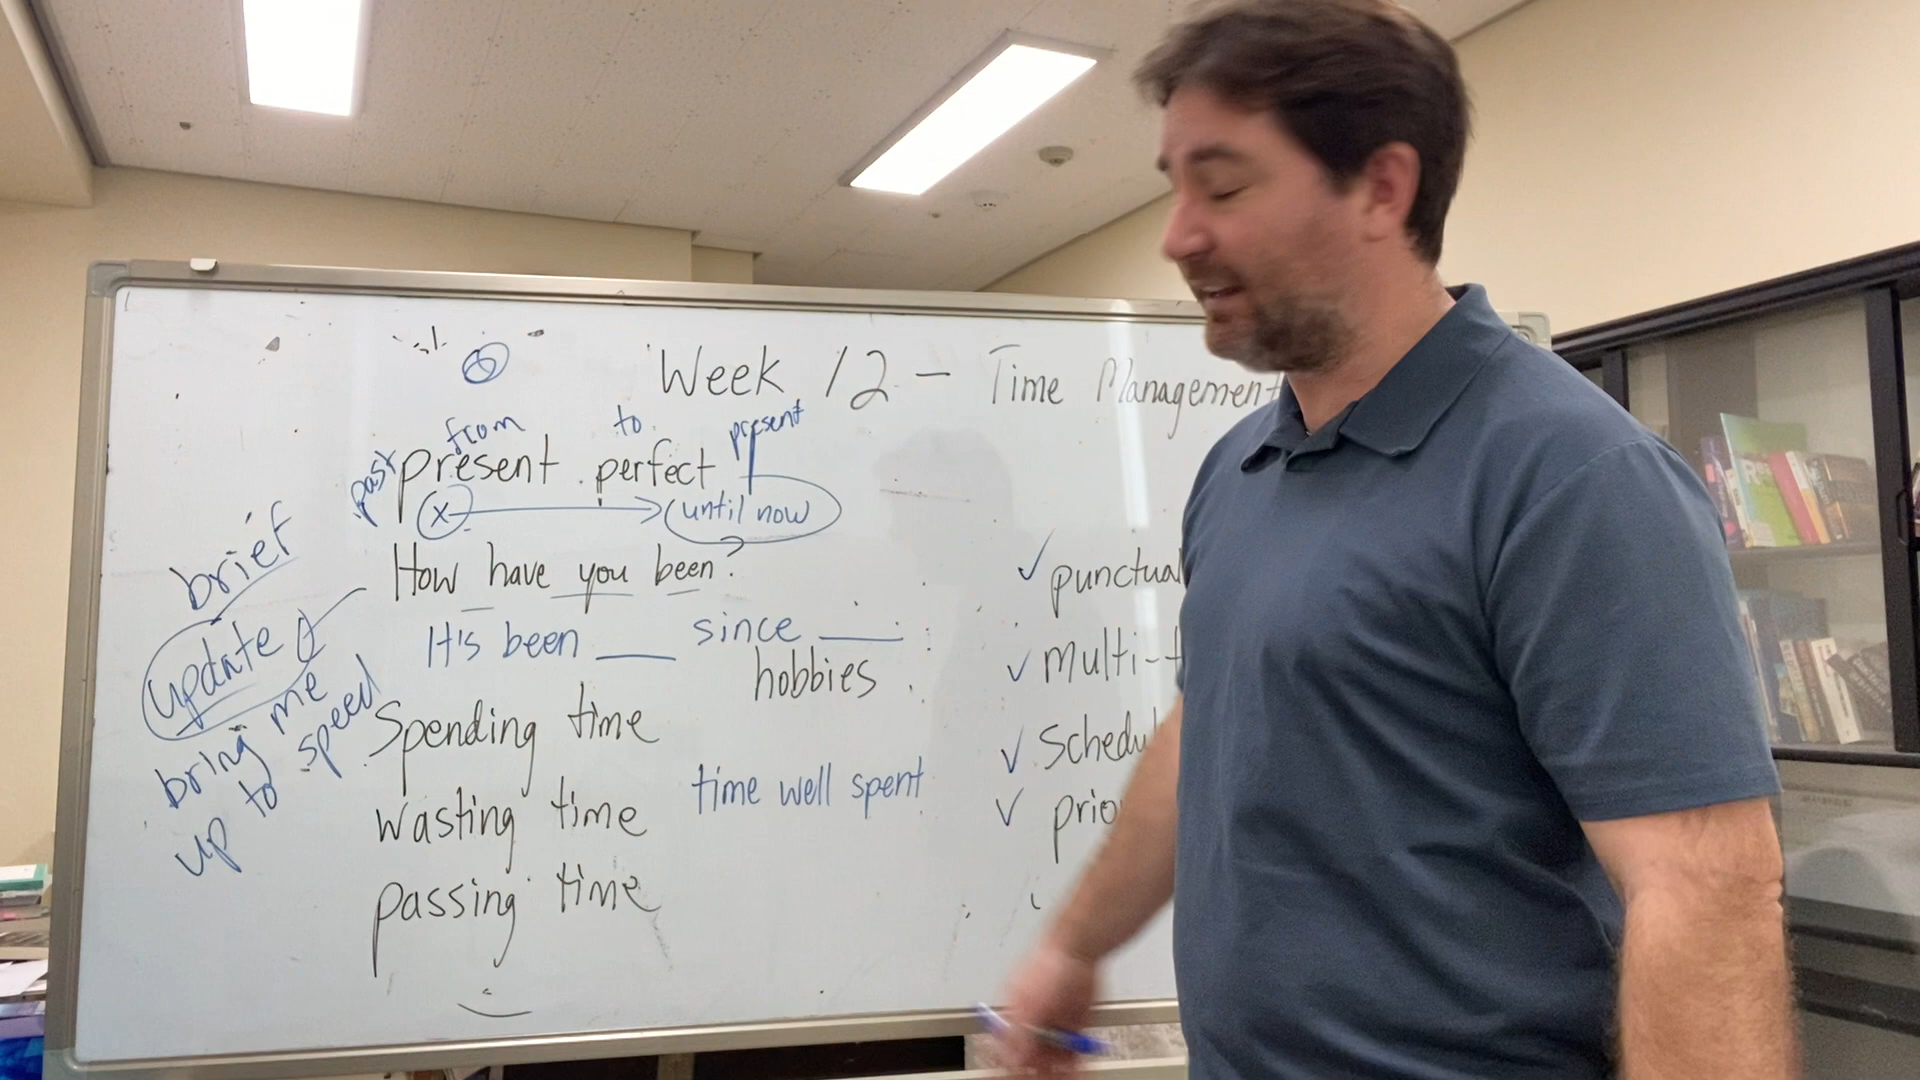 Week 12 - Time Management
from to present
past present perfect
x until now
How have you been?
It's been ___ since ___
hobbies
Spending time
wasting time
time well spent
passing time
brief
update
bring me
up to speed
✓ punctual
✓ multi-t
✓ Schedul
✓ prio